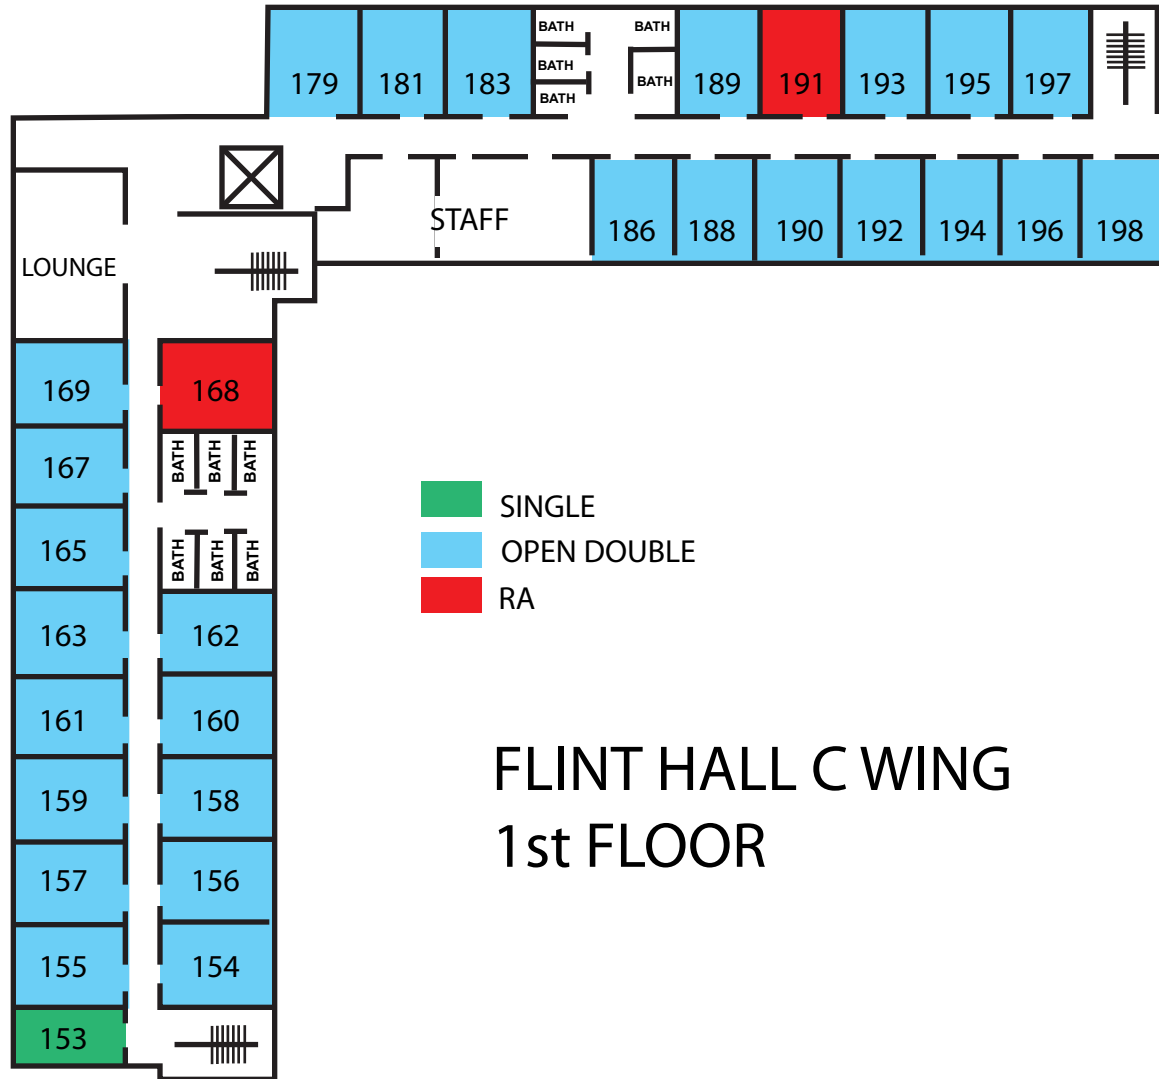 BATH
BATH
BATH
BATH
BATH
179
181
183
189
191
193
195
197
STAFF
186
188
190
192
194
196
198
LOUNGE
169
168
BATH
BATH
BATH
167
165
BATH
BATH
BATH
163
162
161
160
159
158
157
156
155
154
153
SINGLE
OPEN DOUBLE
RA
FLINT HALL C WING
1st FLOOR